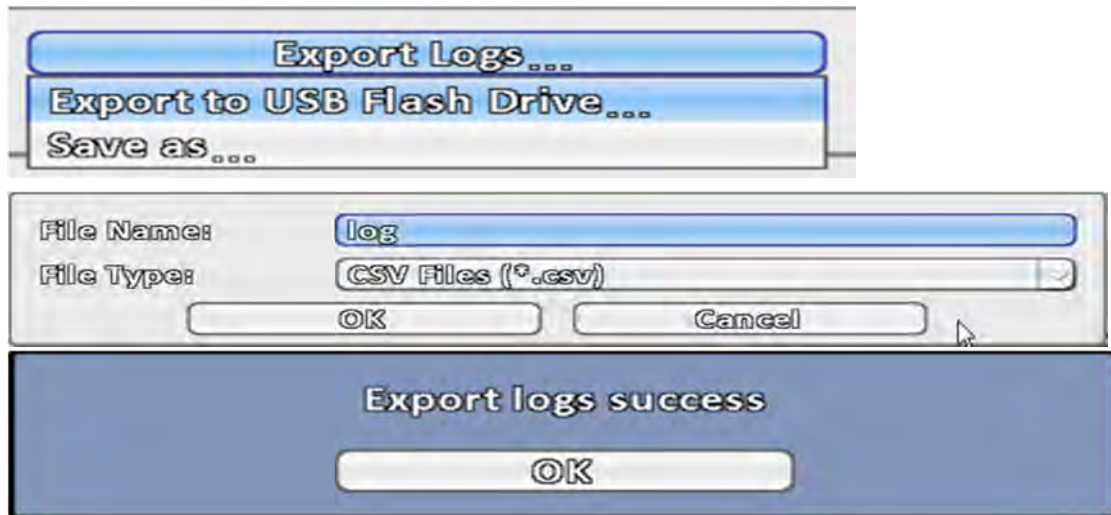 Export Logs...
Export to USB Flash Drive...
Save as...
File Name: log
File Type: CSV Files (*.csv)
OK Cancel
Export logs success
OK